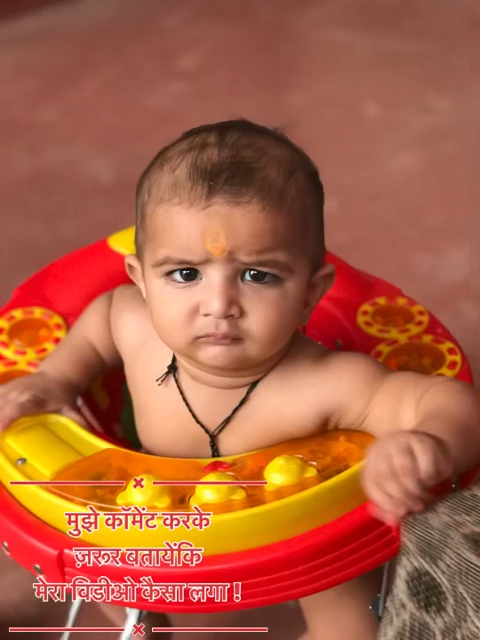 मुझे कॉमेंट करके
ज़रूर बतायेंकि
मेरा विडीओ कैसा लगा !